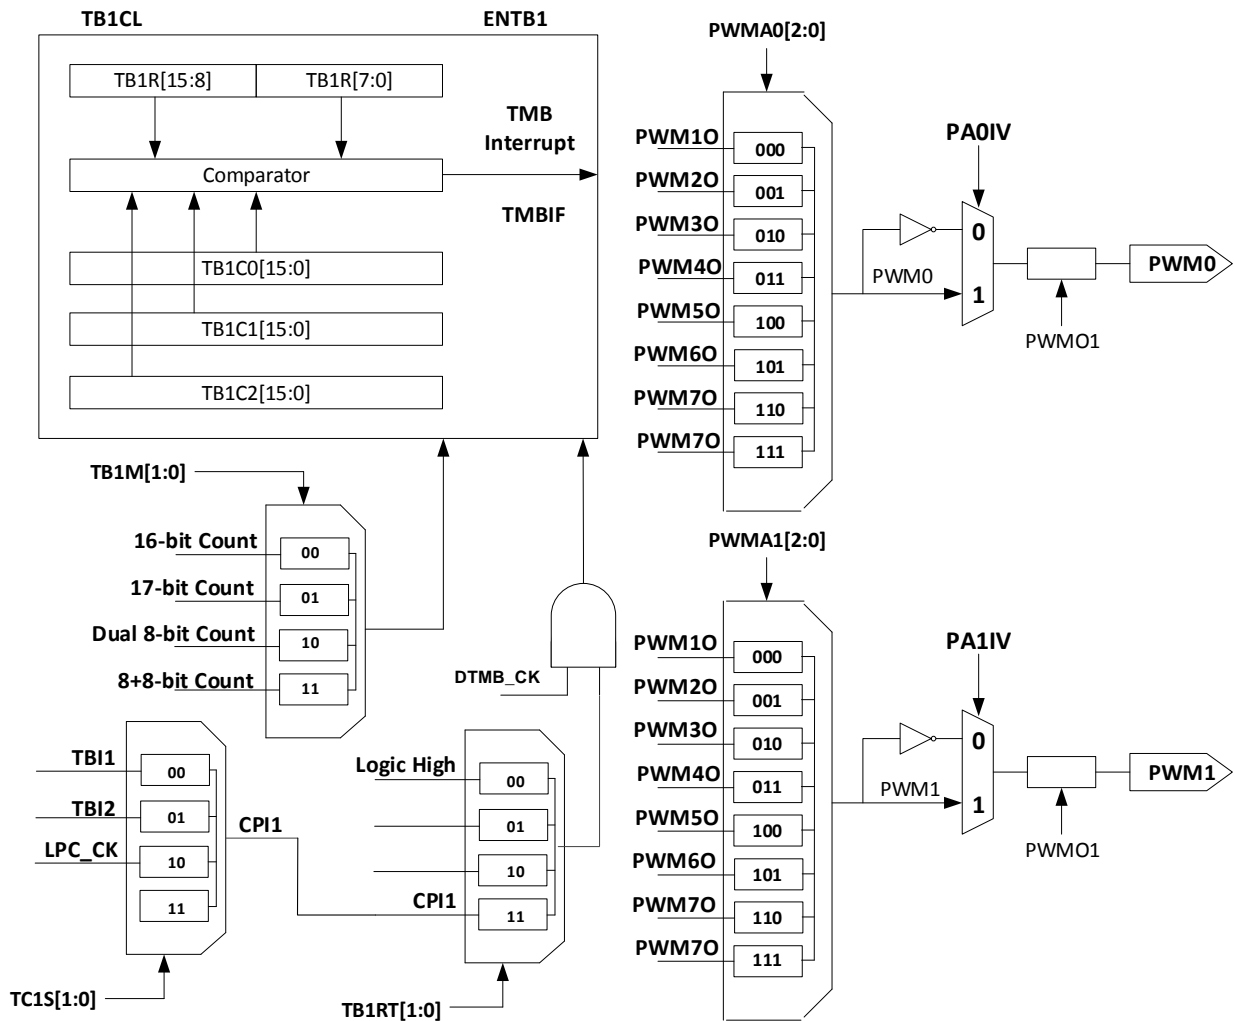 TB1CL
ENTB1
TB1R[15:8]
TB1R[7:0]
TMB
Interrupt
Comparator
TMBIF
TB1C0[15:0]
TB1C1[15:0]
TB1C2[15:0]
TB1M[1:0]
16-bit Count
00
17-bit Count
01
Dual 8-bit Count
10
8+8-bit Count
11
DTMB_CK
TBI1
00
TBI2
01
LPC_CK
10
11
CPI1
TC1S[1:0]
Logic High
00
01
10
CPI1
11
TB1RT[1:0]
PWMA0[2:0]
PWM1O
000
PWM2O
001
PWM3O
010
PWM4O
011
PWM5O
100
PWM6O
101
PWM7O
110
PWM7O
111
PA0IV
0
PWM0
1
PWMO1
PWM0
PWMA1[2:0]
PWM1O
000
PWM2O
001
PWM3O
010
PWM4O
011
PWM5O
100
PWM6O
101
PWM7O
110
PWM7O
111
PA1IV
0
PWM1
1
PWMO1
PWM1